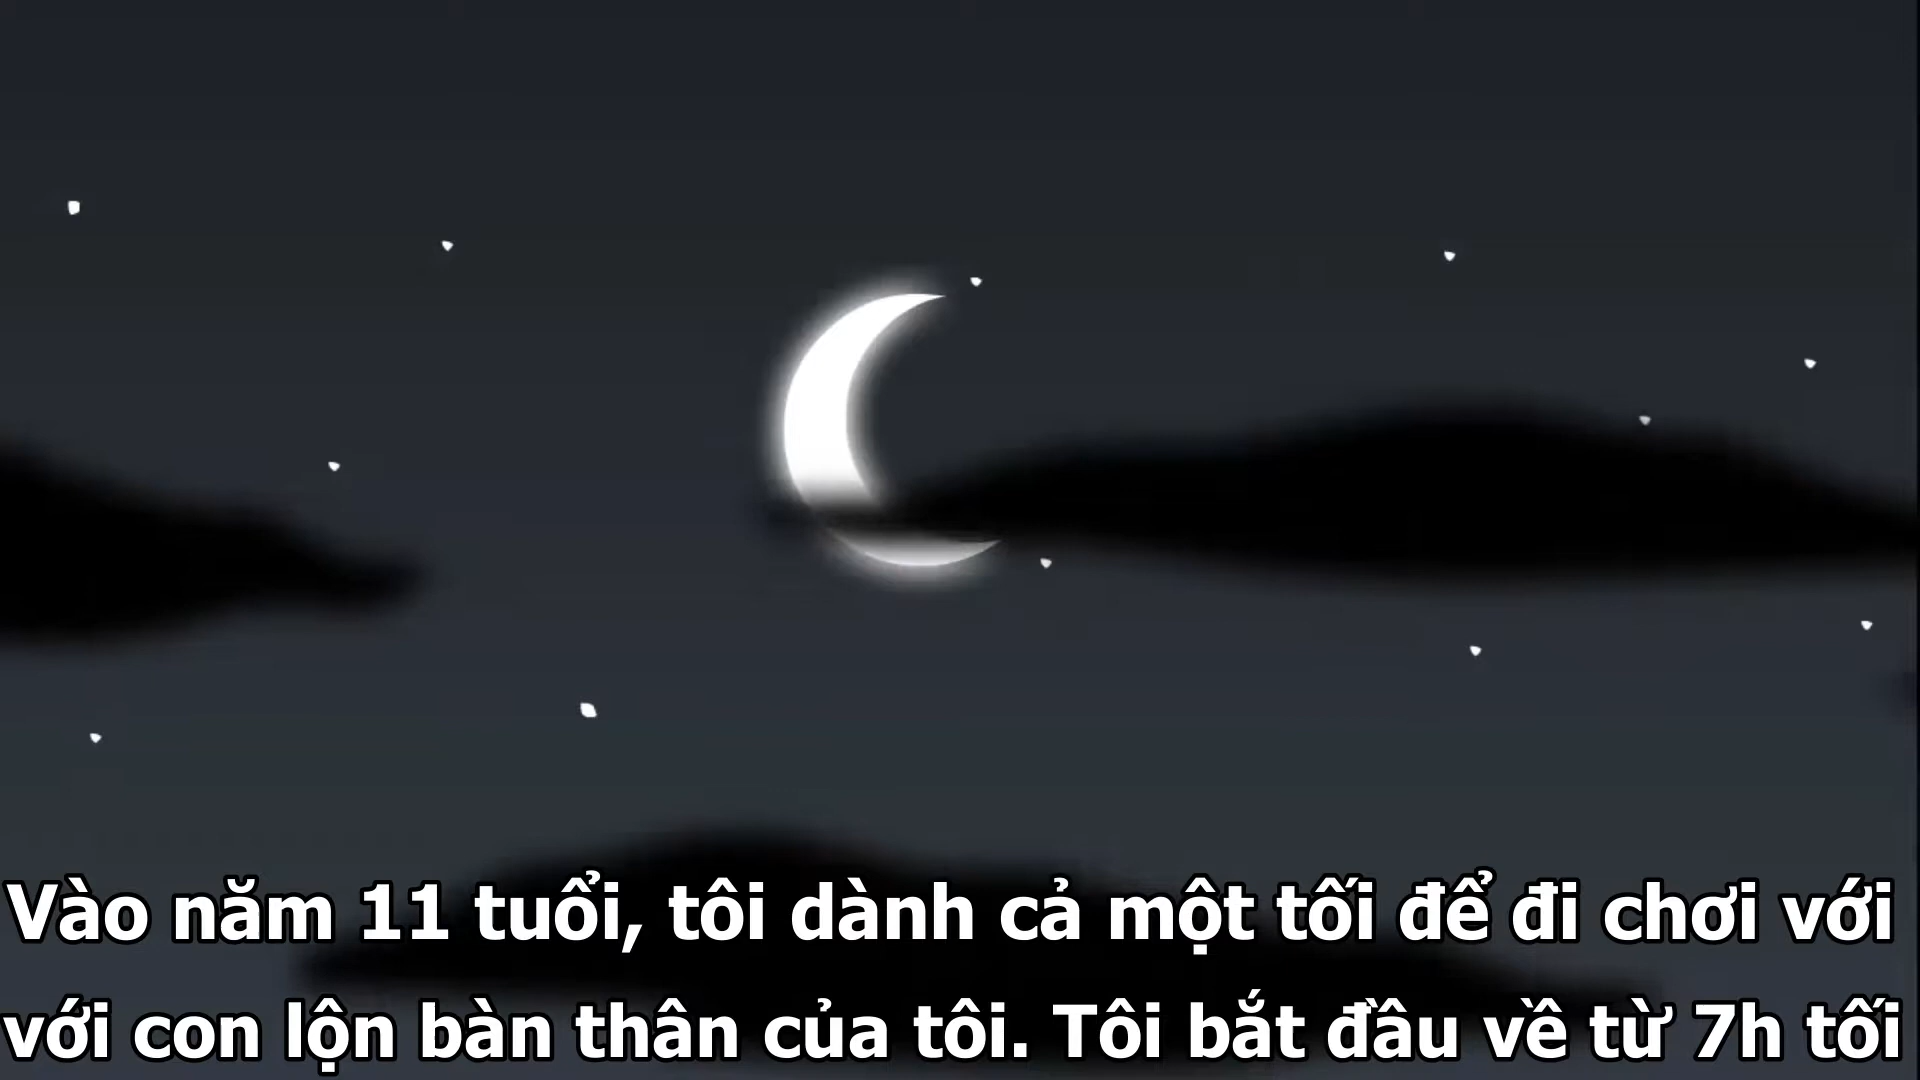 Vào năm 11 tuổi, tôi dành cả một tối để đi chơi với
với con lộn bàn thân của tôi. Tôi bắt đầu về từ 7h tối